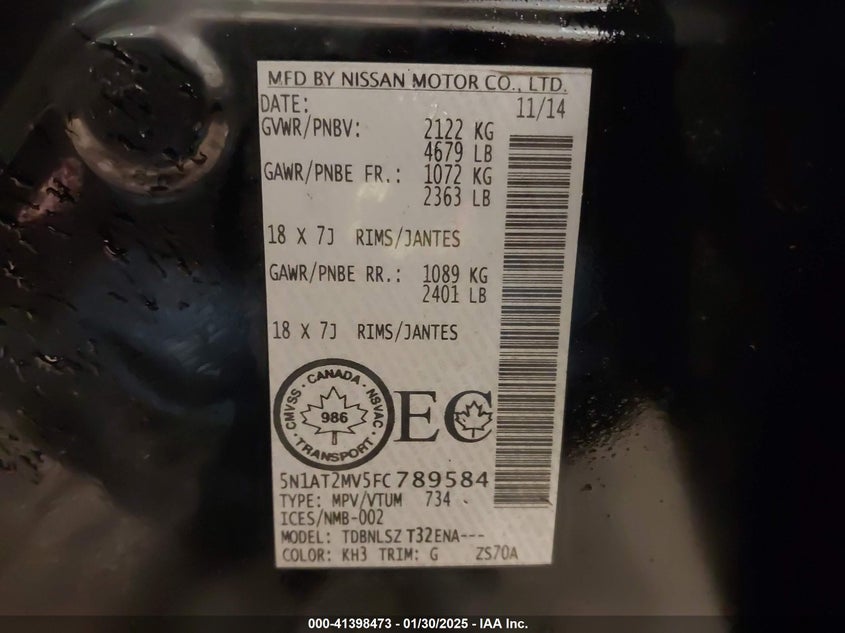 MFD BY NISSAN MOTOR CO., LTD.
DATE: 11/14
GVWR/PNBV: 2122 KG
4679 LB
GAWR/PNBE FR.: 1072 KG
2363 LB
18 X 7J RIMS/JANTES
GAWR/PNBE RR.: 1089 KG
2401 LB
18 X 7J RIMS/JANTES
CANADA · NSVAC · TRANSPORT · CMVSS ·
986
EC
5N1AT2MV5FC789584
TYPE: MPV/VTUM 734
ICES/NMB-002
MODEL: TDBNLSZ T32ENA---
COLOR: KH3 TRIM: G ZS70A
000-41398473 — 01/30/2025 — IAA Inc.